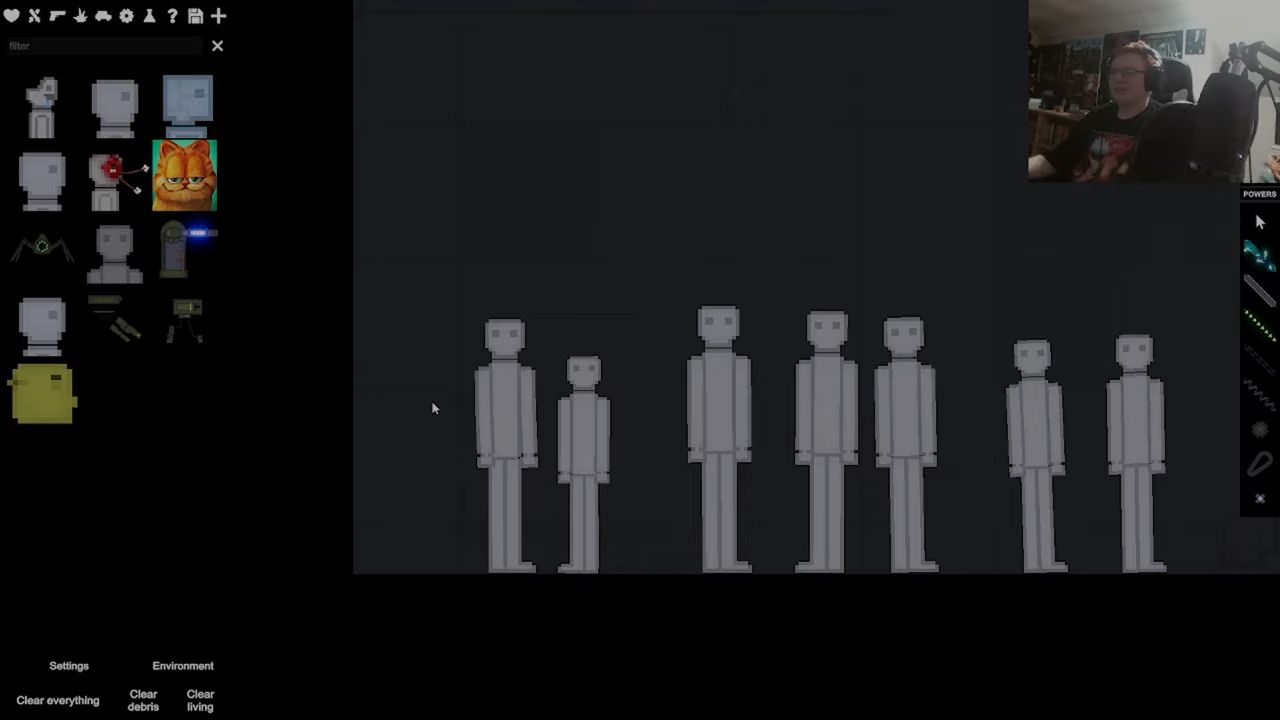 filter
POWERS
Settings
Environment
Clear everything
Clear debris
Clear living